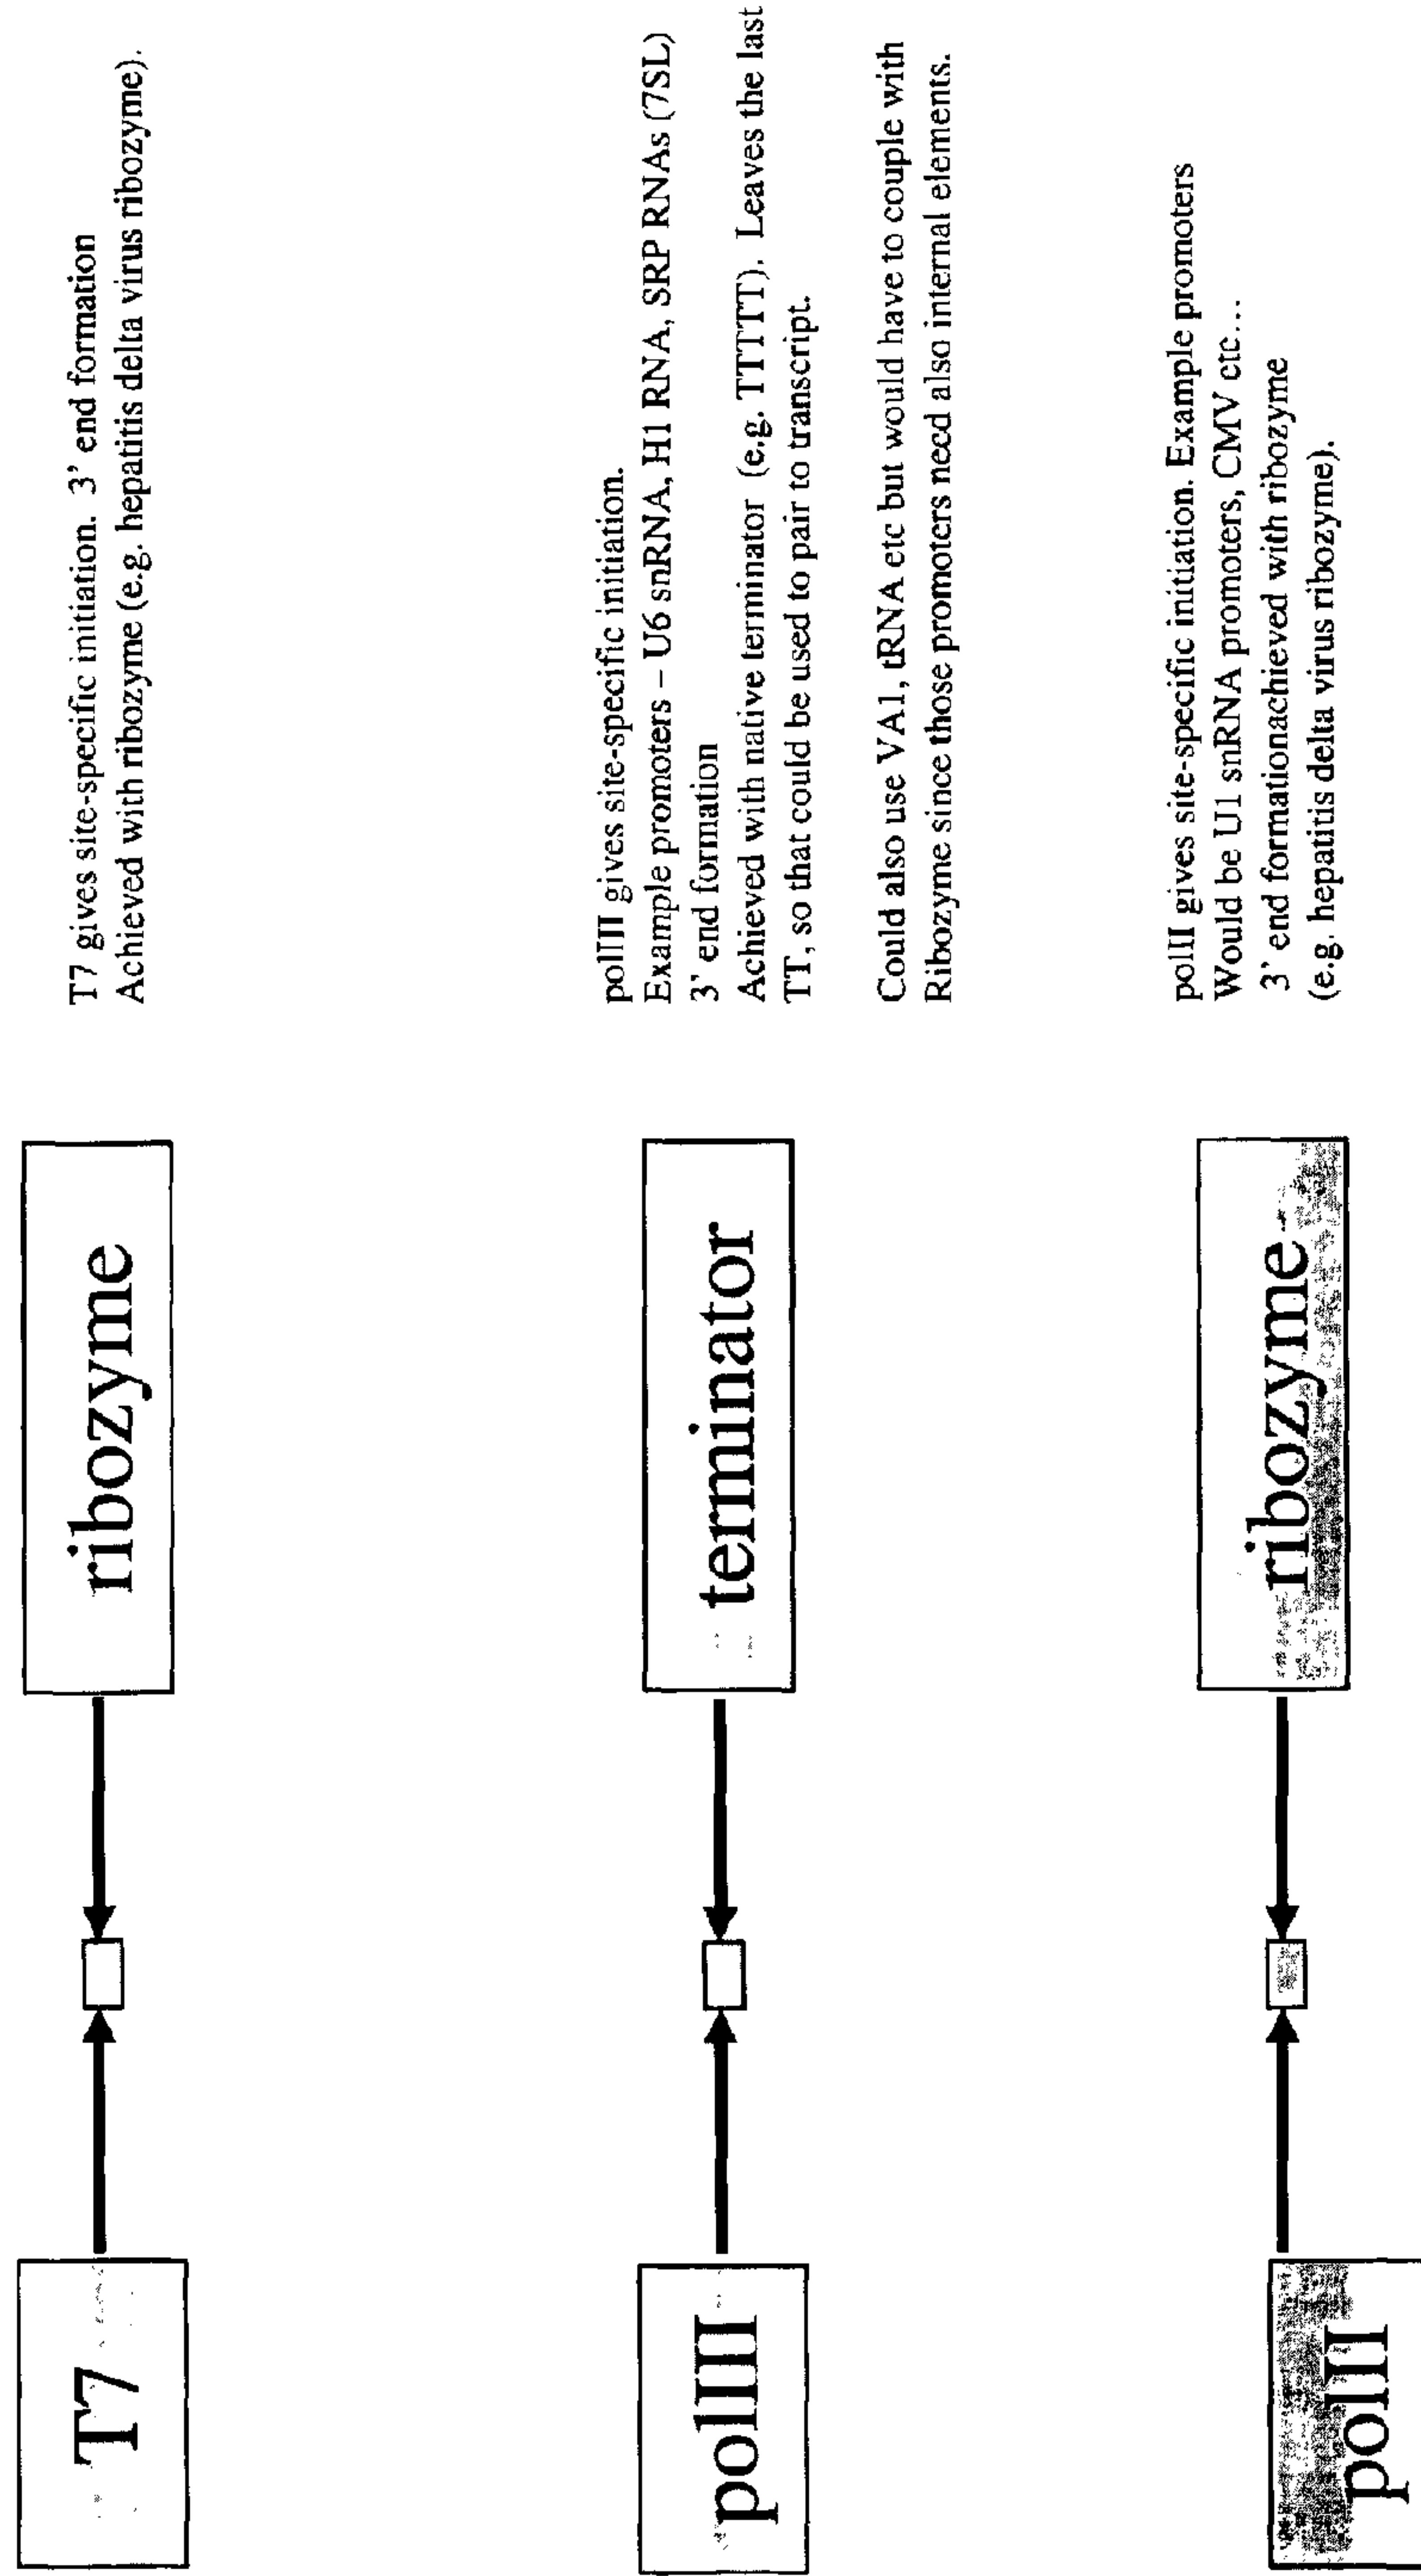 T7
ribozyme
T7 gives site-specific initiation. 3' end formation
Achieved with ribozyme (e.g. hepatitis delta virus ribozyme).
polIII
terminator
polIII gives site-specific initiation.
Example promoters – U6 snRNA, H1 RNA, SRP RNAs (7SL)
3' end formation
Achieved with native terminator (e.g. TTTTT). Leaves the last
TT, so that could be used to pair to transcript.
Could also use VA1, tRNA etc but would have to couple with
Ribozyme since those promoters need also internal elements.
polII
ribozyme
polII gives site-specific initiation. Example promoters
Would be U1 snRNA promoters, CMV etc...
3' end formationachieved with ribozyme
(e.g. hepatitis delta virus ribozyme).